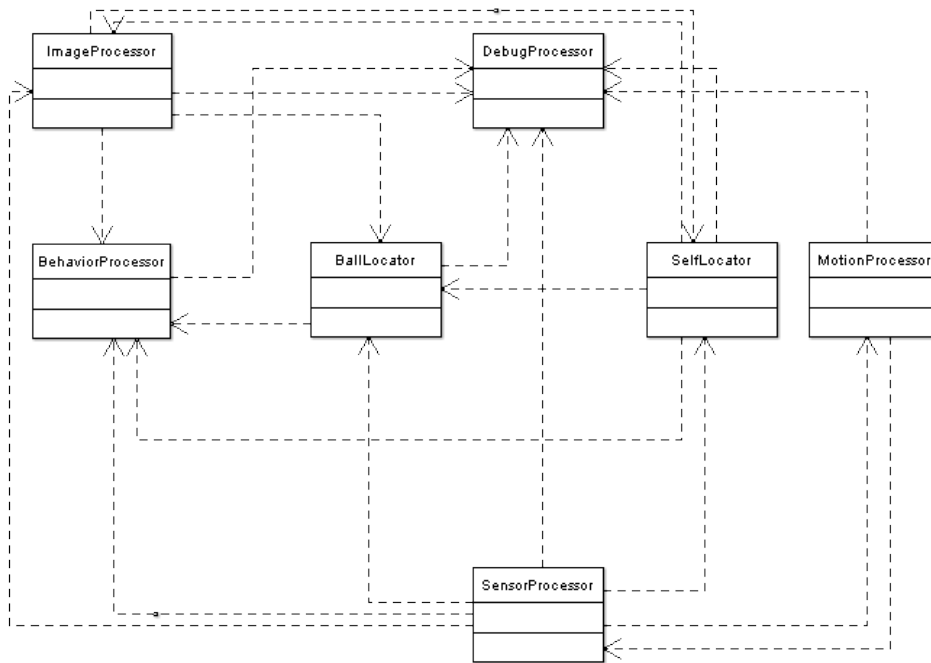 ImageProcessor
DebugProcessor
BehaviorProcessor
BallLocator
SelfLocator
MotionProcessor
SensorProcessor